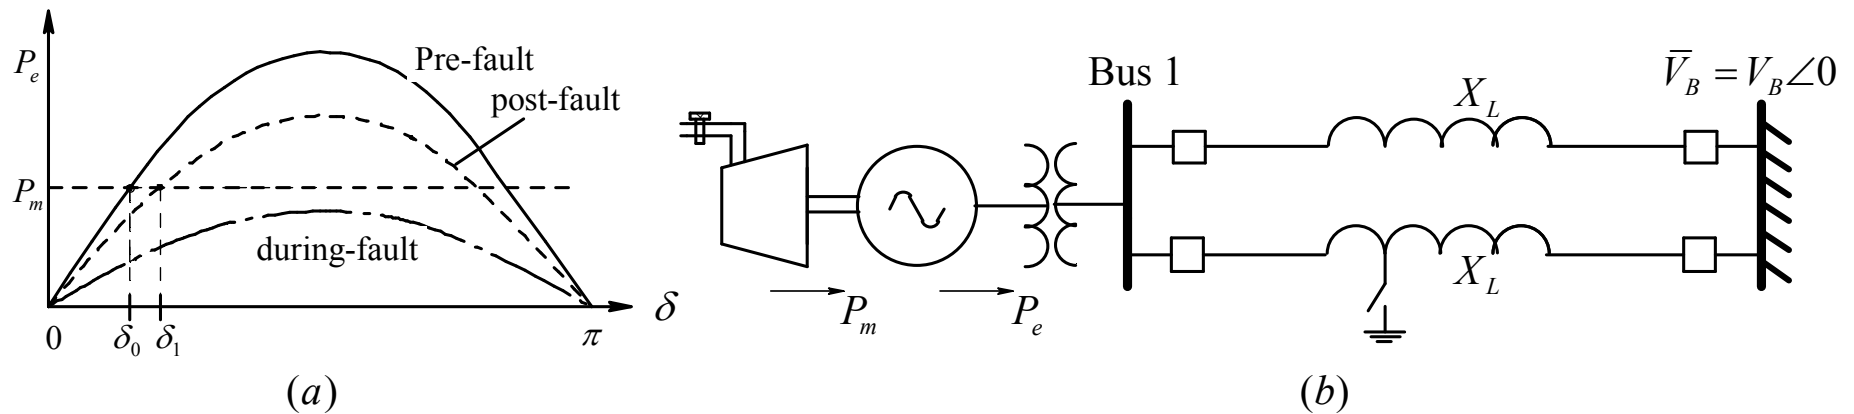 P_e
Pre-fault
post-fault
P_m
during-fault
0
δ_0
δ_1
π
δ
(a)
Bus 1
X_L
V̅_B = V_B∠0
X_L
P_m
P_e
(b)